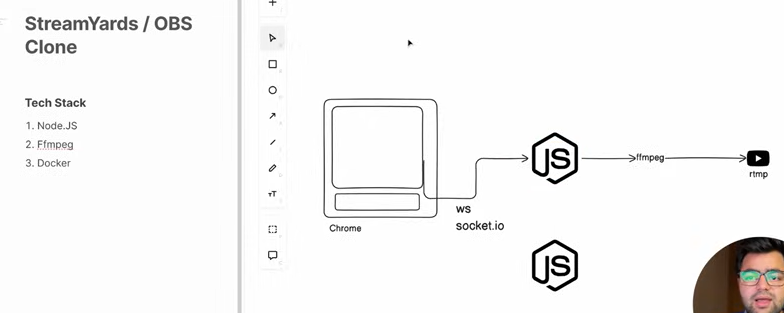 StreamYards / OBS
Clone
Tech Stack
1. Node.JS
2. Ffmpeg
3. Docker
JS
ffmpeg
rtmp
ws
socket.io
Chrome
JS